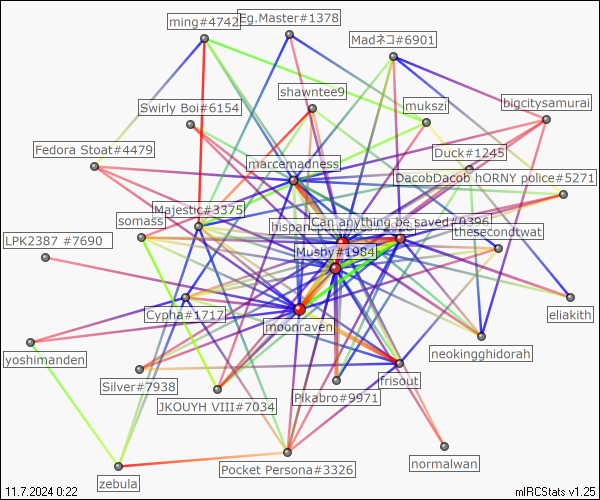 ming#4742
Eg.Master#1378
Madネコ#6901
shawntee9
Swirly Boi#6154
mukszi
bigcitysamurai
Fedora Stoat#4479
Duck#1245
marcemadness
DacobDacob hORNY police#5271
Majestic#3375
somass
Can anything be saved#0396
hispan
thesecondtwat
LPK2387 #7690
Mushy#1984
Cypha#1717
eliakith
moonraven
yoshimanden
neokingghidorah
Silver#7938
frisout
JKOUYH VIII#7034
Pikabro#9971
normalwan
Pocket Persona#3326
zebula
11.7.2024 0:22
mIRCStats v1.25